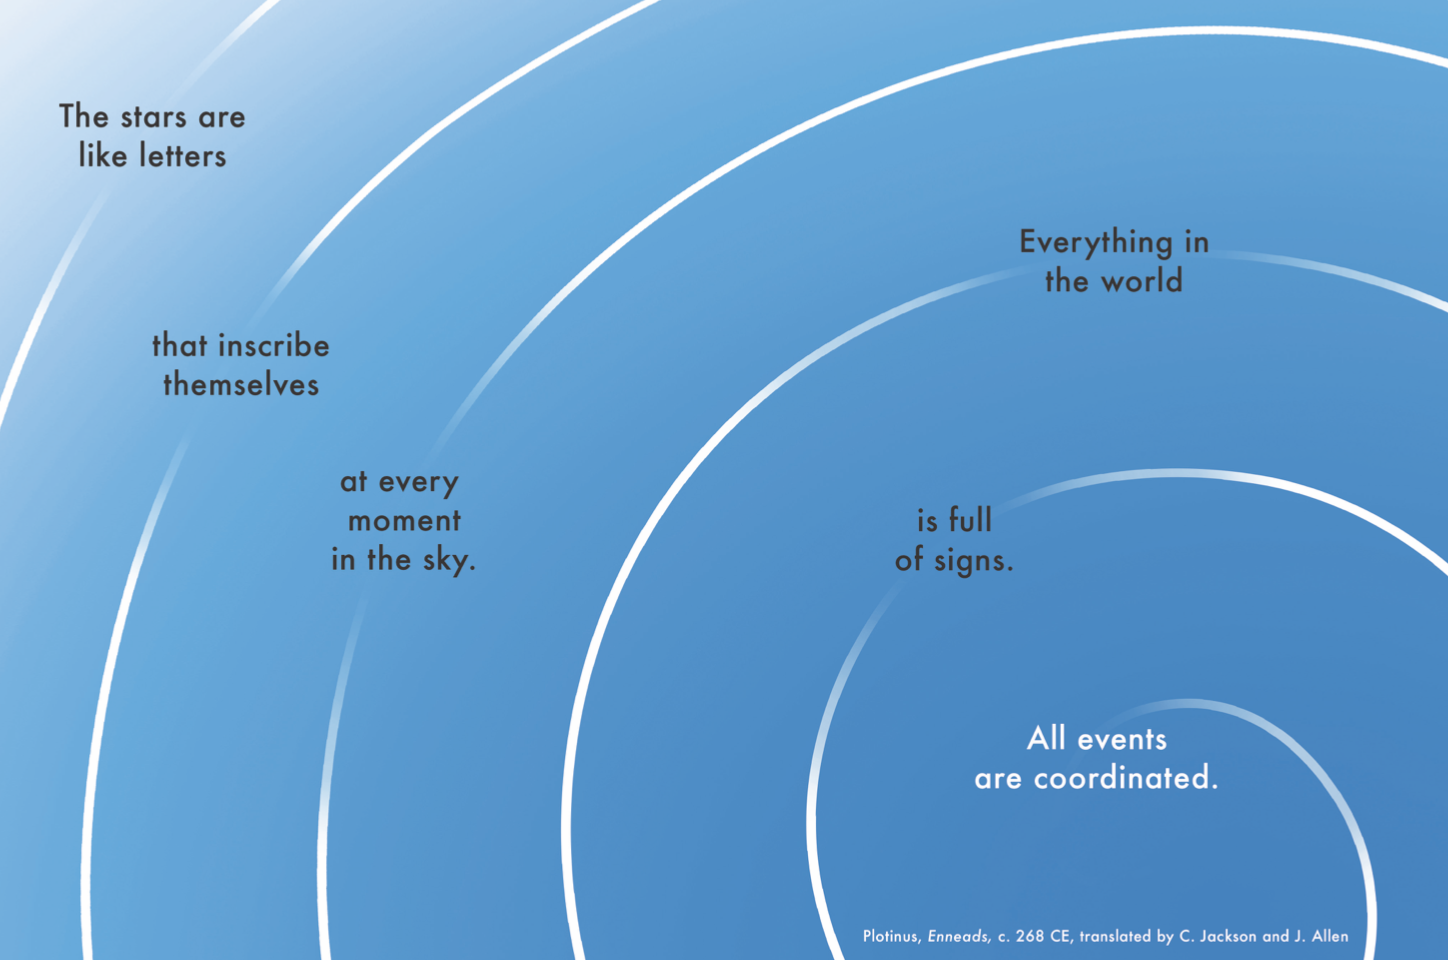 The stars are
like letters
that inscribe
themselves
at every
moment
in the sky.
Everything in
the world
is full
of signs.
All events
are coordinated.
Plotinus, Enneads, c. 268 CE, translated by C. Jackson and J. Allen